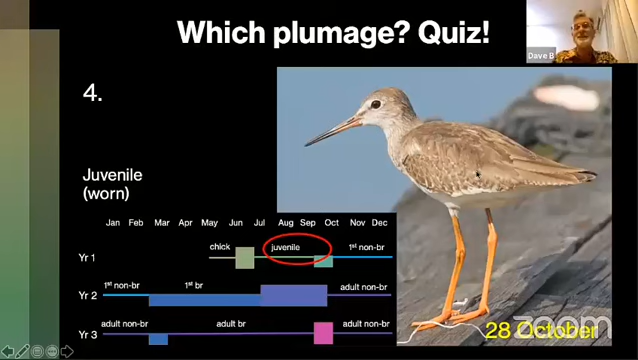 Which plumage? Quiz!
Dave B
4.
Juvenile
(worn)
Jan Feb Mar Apr May Jun Jul Aug Sep Oct Nov Dec
Yr 1 chick juvenile 1st non-br
Yr 2 1st non-br 1st br adult non-br
Yr 3 adult non-br adult br adult non-br
28 October
zoom